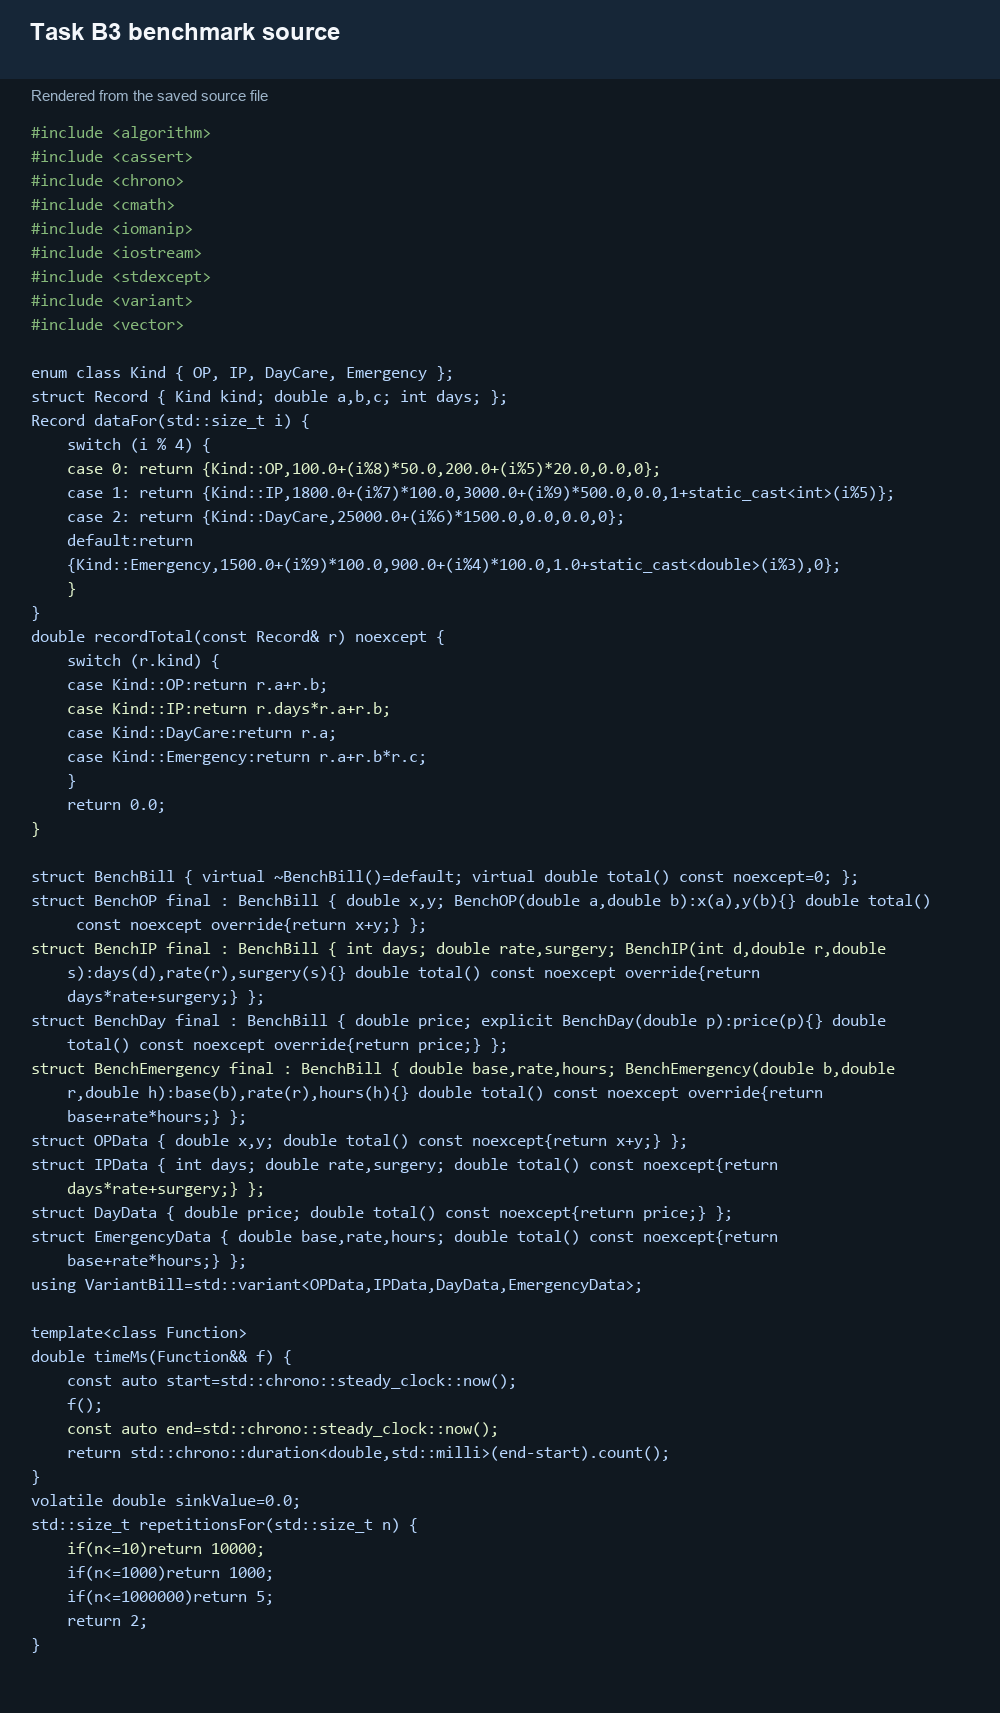 Task B3 benchmark source
Rendered from the saved source file
#include <algorithm>
#include <cassert>
#include <chrono>
#include <cmath>
#include <iomanip>
#include <iostream>
#include <stdexcept>
#include <variant>
#include <vector>
enum class Kind { OP, IP, DayCare, Emergency };
struct Record { Kind kind; double a,b,c; int days; };
Record dataFor(std::size_t i) {
    switch (i % 4) {
    case 0: return {Kind::OP,100.0+(i%8)*50.0,200.0+(i%5)*20.0,0.0,0};
    case 1: return {Kind::IP,1800.0+(i%7)*100.0,3000.0+(i%9)*500.0,0.0,1+static_cast<int>(i%5)};
    case 2: return {Kind::DayCare,25000.0+(i%6)*1500.0,0.0,0.0,0};
    default:return
    {Kind::Emergency,1500.0+(i%9)*100.0,900.0+(i%4)*100.0,1.0+static_cast<double>(i%3),0};
    }
}
double recordTotal(const Record& r) noexcept {
    switch (r.kind) {
    case Kind::OP:return r.a+r.b;
    case Kind::IP:return r.days*r.a+r.b;
    case Kind::DayCare:return r.a;
    case Kind::Emergency:return r.a+r.b*r.c;
    }
    return 0.0;
}
struct BenchBill { virtual ~BenchBill()=default; virtual double total() const noexcept=0; };
struct BenchOP final : BenchBill { double x,y; BenchOP(double a,double b):x(a),y(b){} double total()
     const noexcept override{return x+y;} };
struct BenchIP final : BenchBill { int days; double rate,surgery; BenchIP(int d,double r,double
    s):days(d),rate(r),surgery(s){} double total() const noexcept override{return
    days*rate+surgery;} };
struct BenchDay final : BenchBill { double price; explicit BenchDay(double p):price(p){} double
    total() const noexcept override{return price;} };
struct BenchEmergency final : BenchBill { double base,rate,hours; BenchEmergency(double b,double
    r,double h):base(b),rate(r),hours(h){} double total() const noexcept override{return
    base+rate*hours;} };
struct OPData { double x,y; double total() const noexcept{return x+y;} };
struct IPData { int days; double rate,surgery; double total() const noexcept{return
    days*rate+surgery;} };
struct DayData { double price; double total() const noexcept{return price;} };
struct EmergencyData { double base,rate,hours; double total() const noexcept{return
    base+rate*hours;} };
using VariantBill=std::variant<OPData,IPData,DayData,EmergencyData>;
template<class Function>
double timeMs(Function&& f) {
    const auto start=std::chrono::steady_clock::now();
    f();
    const auto end=std::chrono::steady_clock::now();
    return std::chrono::duration<double,std::milli>(end-start).count();
}
volatile double sinkValue=0.0;
std::size_t repetitionsFor(std::size_t n) {
    if(n<=10)return 10000;
    if(n<=1000)return 1000;
    if(n<=1000000)return 5;
    return 2;
}